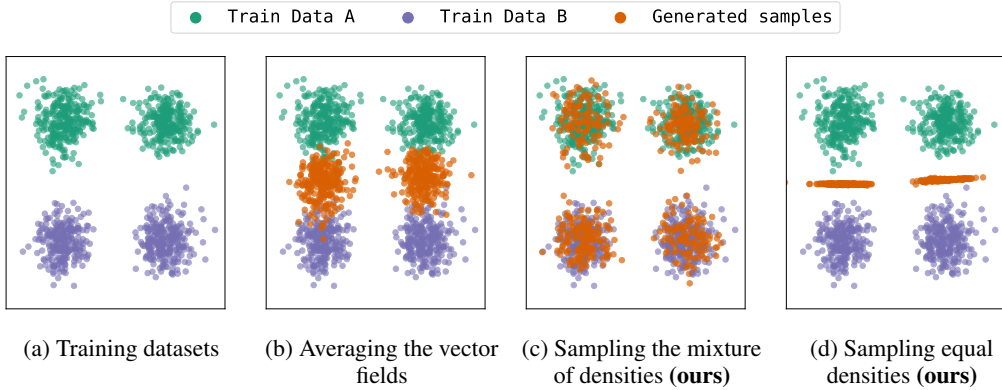 Train Data A Train Data B Generated samples
(a) Training datasets
(b) Averaging the vector
fields
(c) Sampling the mixture
of densities (ours)
(d) Sampling equal
densities (ours)